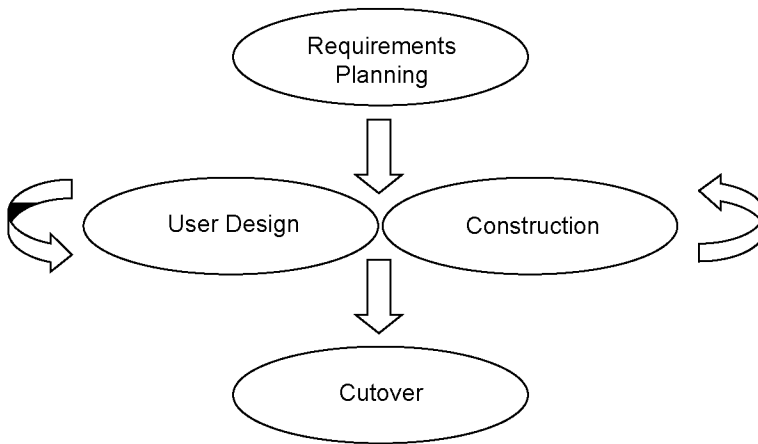 Requirements
Planning
User Design
Construction
Cutover